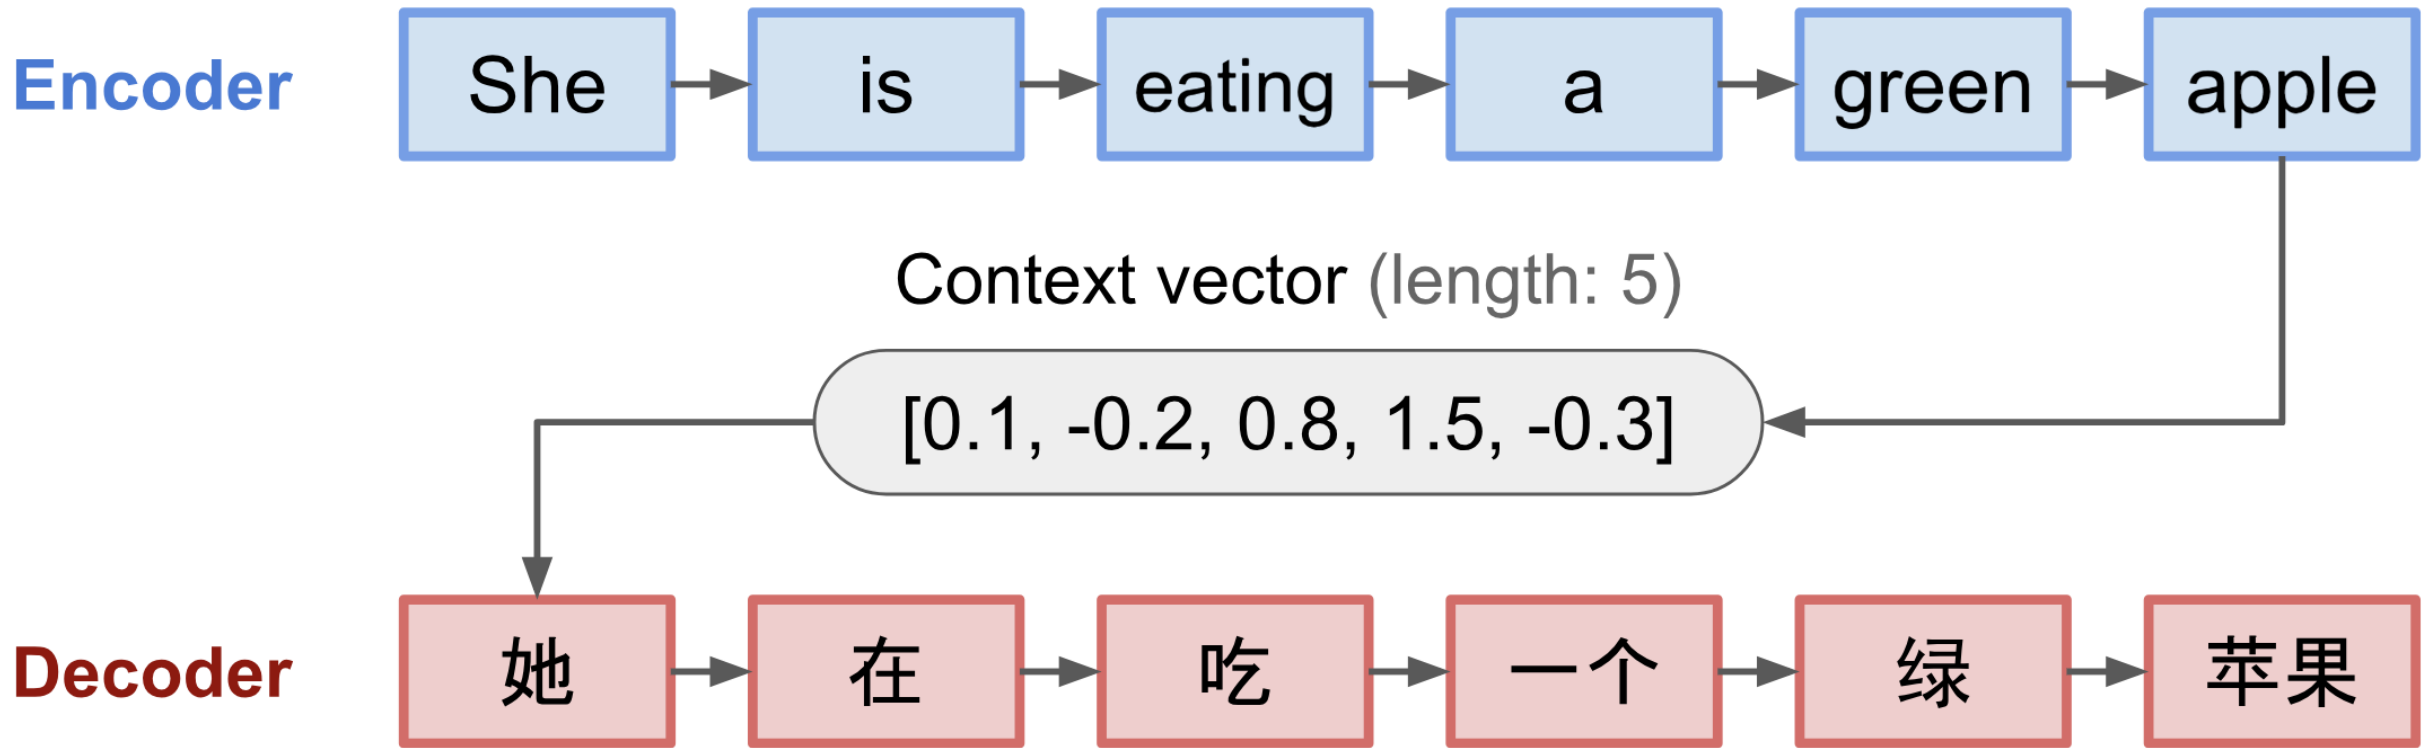 Encoder She is eating a green apple
Context vector (length: 5)
[0.1, -0.2, 0.8, 1.5, -0.3]
Decoder 她 在 吃 一个 绿 苹果